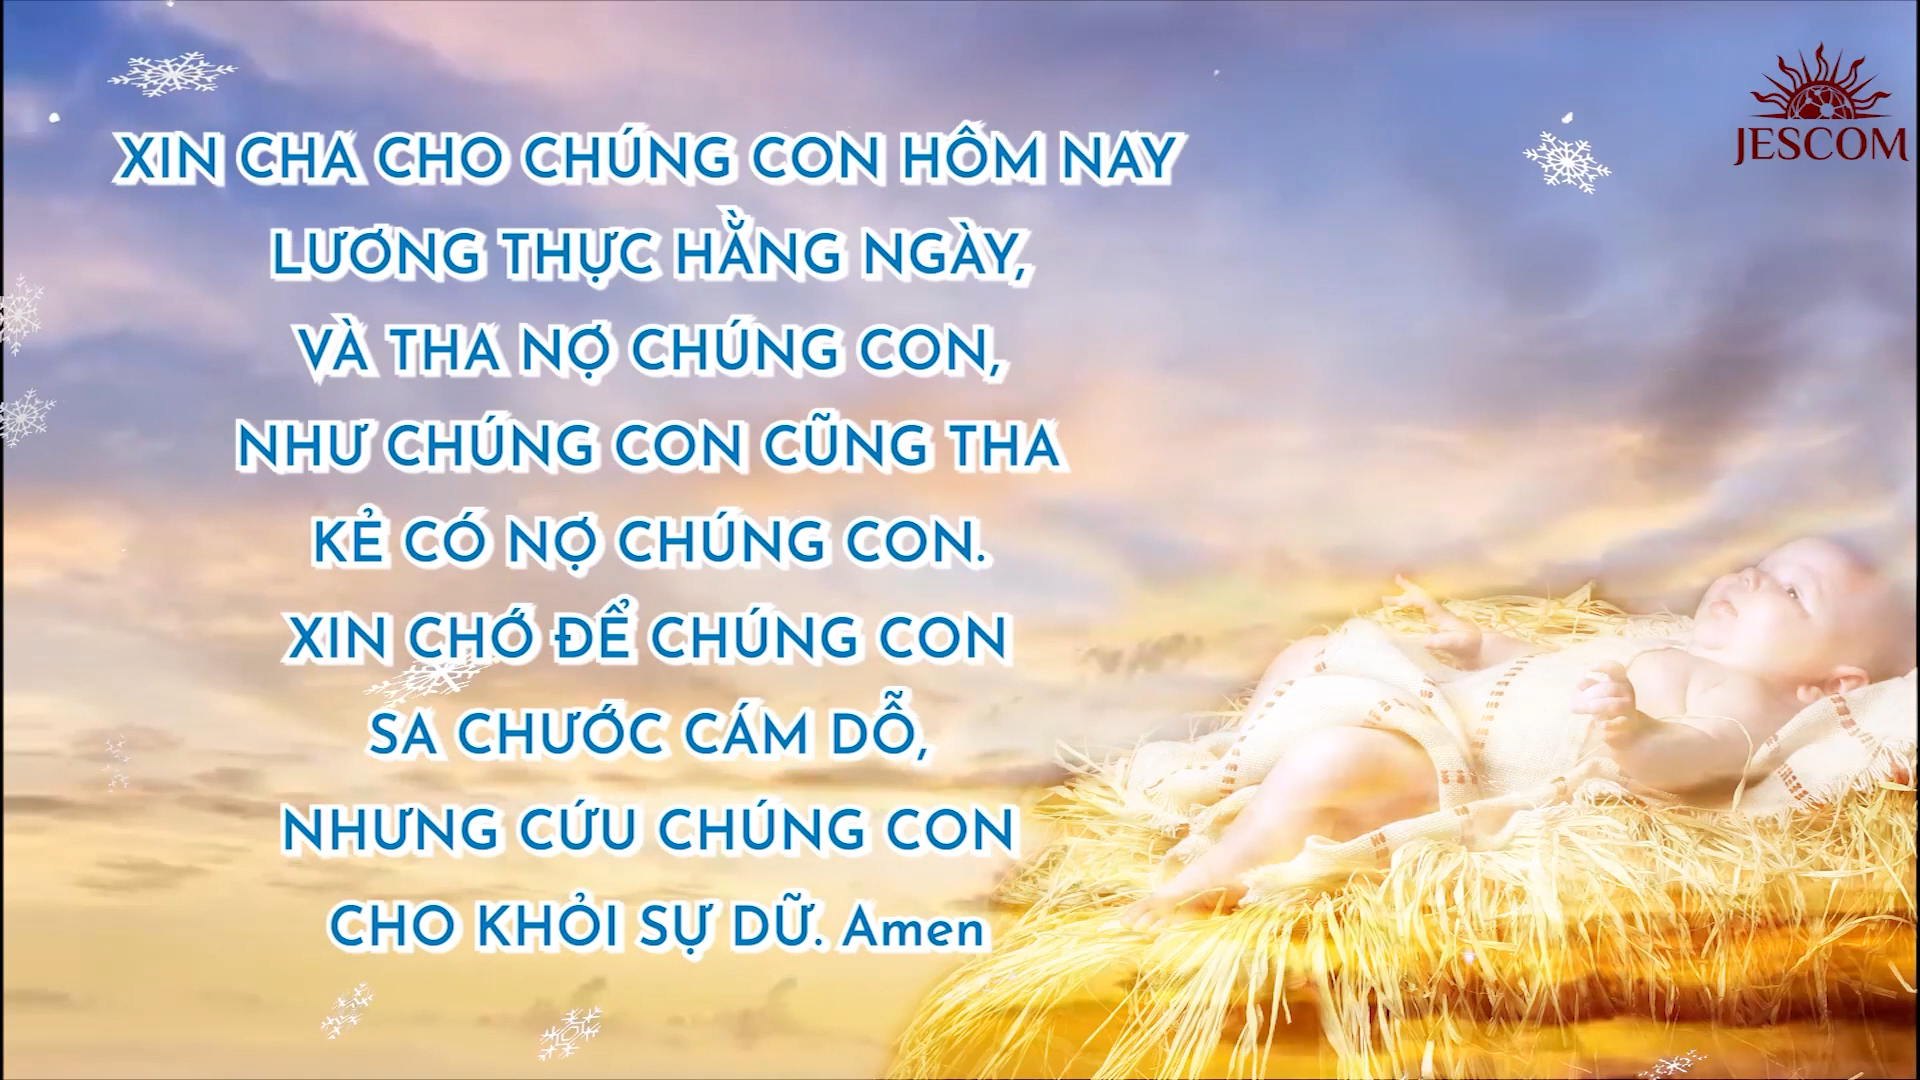 JESCOM
XIN CHA CHO CHÚNG CON HÔM NAY
LƯƠNG THỰC HẰNG NGÀY,
VÀ THA NỢ CHÚNG CON,
NHƯ CHÚNG CON CŨNG THA
KẺ CÓ NỢ CHÚNG CON.
XIN CHỚ ĐỂ CHÚNG CON
SA CHƯỚC CÁM DỖ,
NHƯNG CỨU CHÚNG CON
CHO KHỎI SỰ DỮ. Amen